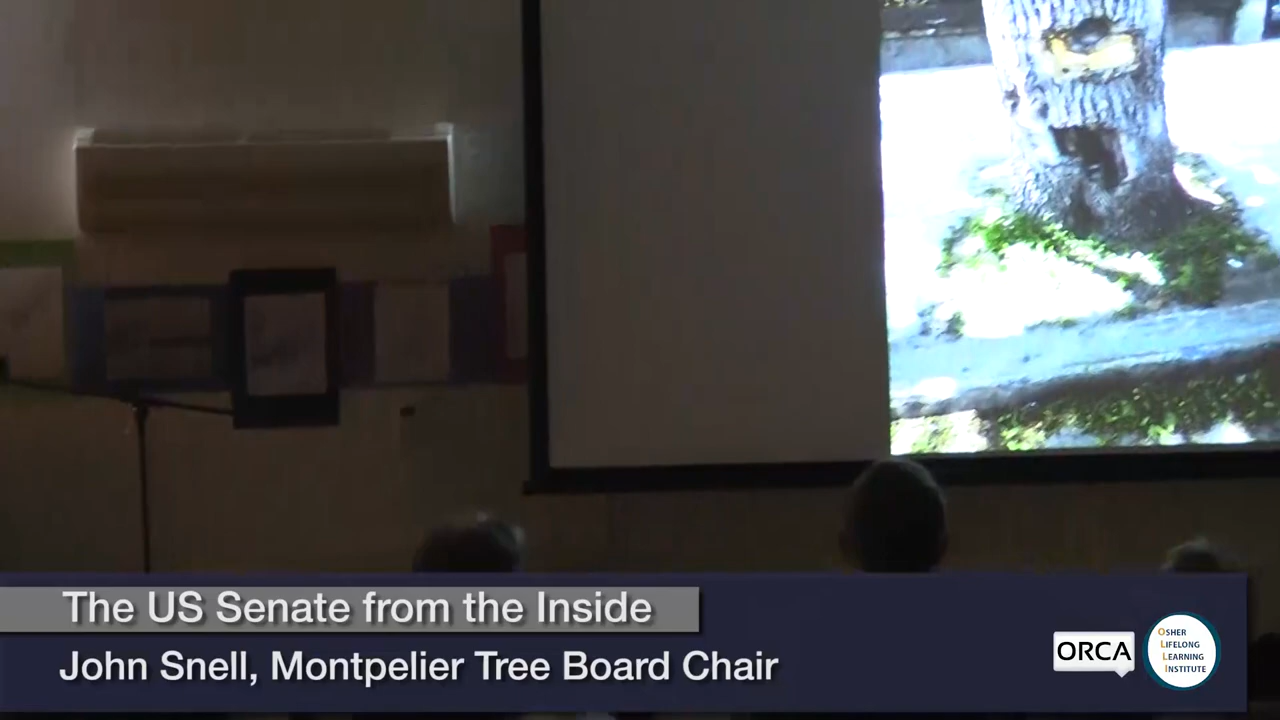 The US Senate from the Inside
John Snell, Montpelier Tree Board Chair
ORCA
OSHER
LIFELONG
LEARNING
INSTITUTE